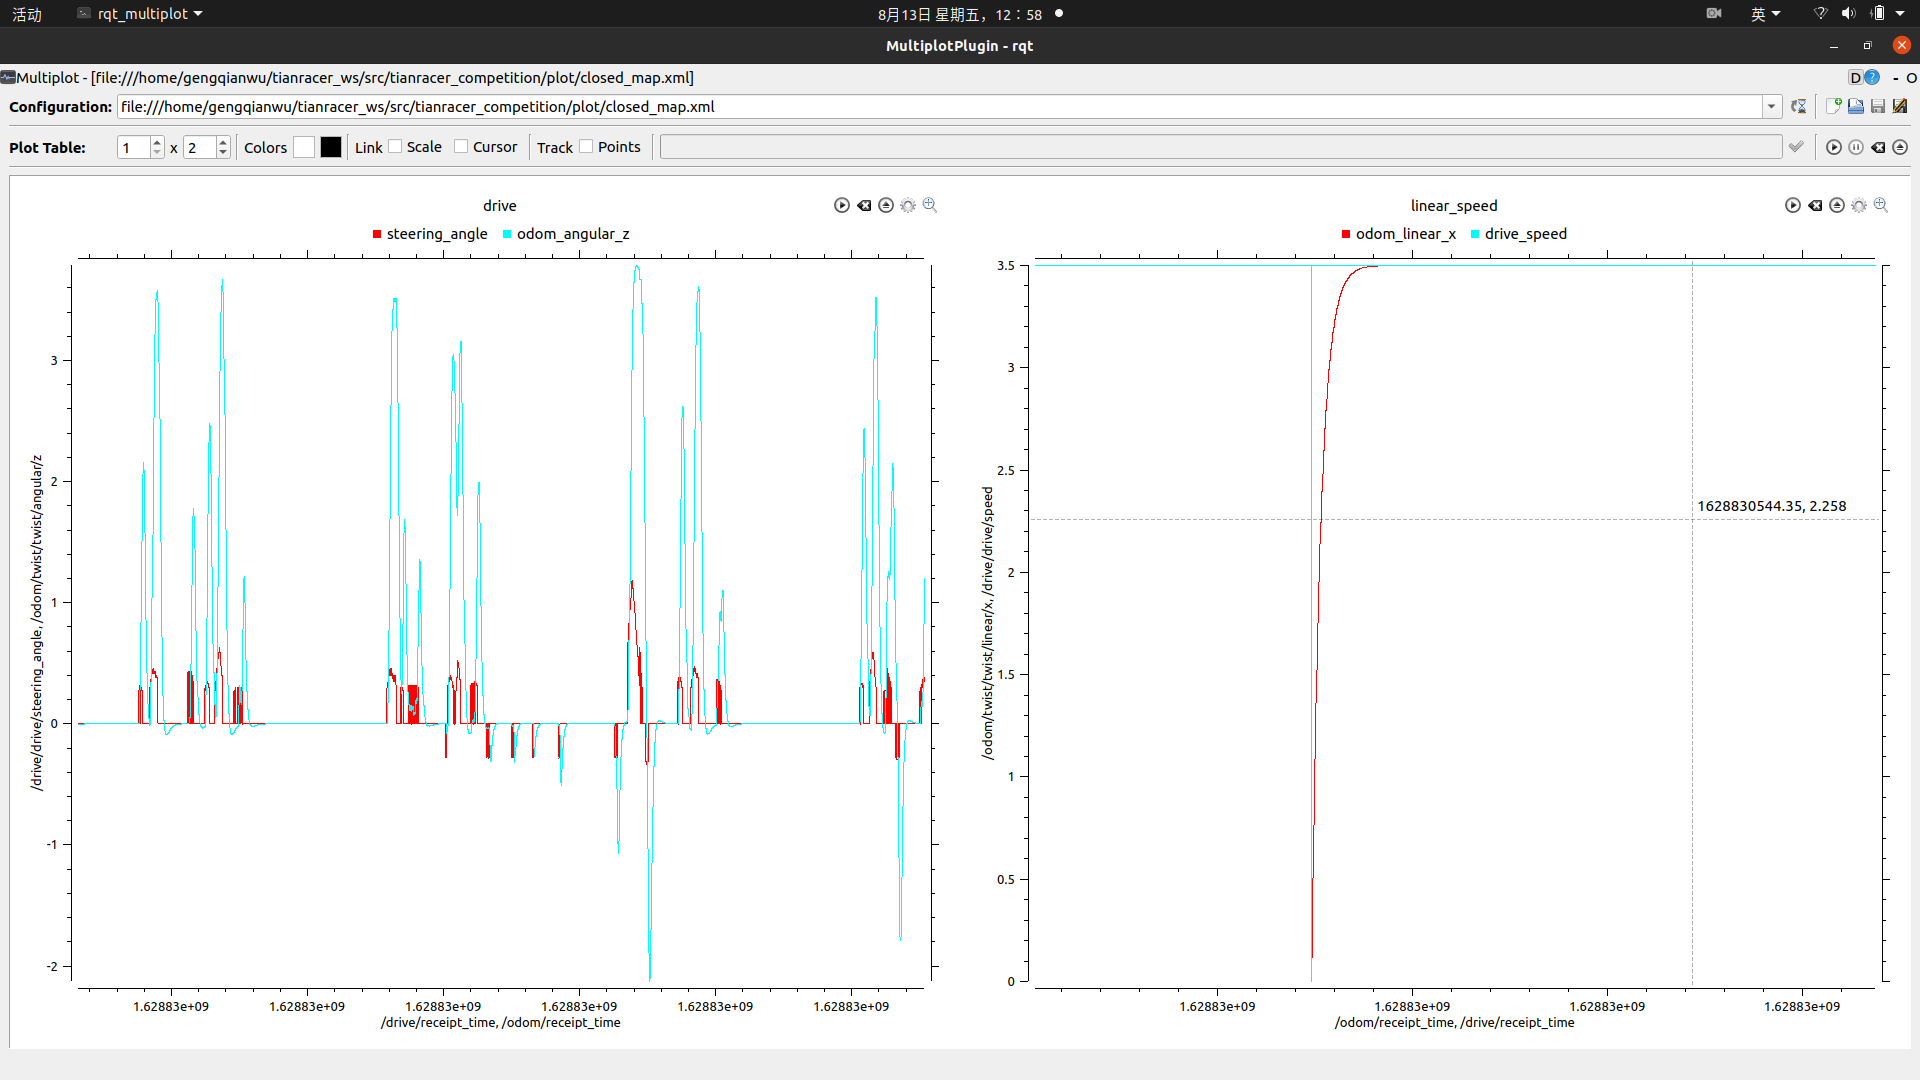 活动 rqt_multiplot 8月13日 星期五，12：58 英
MultiplotPlugin - rqt
Multiplot - [file:///home/gengqianwu/tianracer_ws/src/tianracer_competition/plot/closed_map.xml] D ? - O
Configuration: file:///home/gengqianwu/tianracer_ws/src/tianracer_competition/plot/closed_map.xml
Plot Table: 1 x 2 Colors Link Scale Cursor Track Points
drive
steering_angle odom_angular_z
3
2
1
0
-1
-2
/drive/drive/steering_angle, /odom/twist/twist/angular/z
1.62883e+09 1.62883e+09 1.62883e+09 1.62883e+09 1.62883e+09 1.62883e+09
/drive/receipt_time, /odom/receipt_time
linear_speed
odom_linear_x drive_speed
3.5
3
2.5
2
1.5
1
0.5
0
/odom/twist/twist/linear/x, /drive/drive/speed
1628830544.35, 2.258
1.62883e+09 1.62883e+09 1.62883e+09 1.62883e+09
/odom/receipt_time, /drive/receipt_time